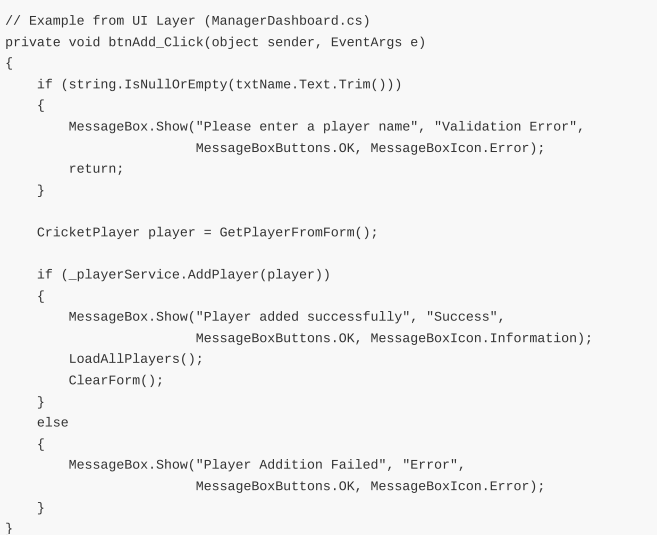 // Example from UI Layer (ManagerDashboard.cs)
private void btnAdd_Click(object sender, EventArgs e)
{
    if (string.IsNullOrEmpty(txtName.Text.Trim()))
    {
        MessageBox.Show("Please enter a player name", "Validation Error",
                        MessageBoxButtons.OK, MessageBoxIcon.Error);
        return;
    }

    CricketPlayer player = GetPlayerFromForm();

    if (_playerService.AddPlayer(player))
    {
        MessageBox.Show("Player added successfully", "Success",
                        MessageBoxButtons.OK, MessageBoxIcon.Information);
        LoadAllPlayers();
        ClearForm();
    }
    else
    {
        MessageBox.Show("Player Addition Failed", "Error",
                        MessageBoxButtons.OK, MessageBoxIcon.Error);
    }
}